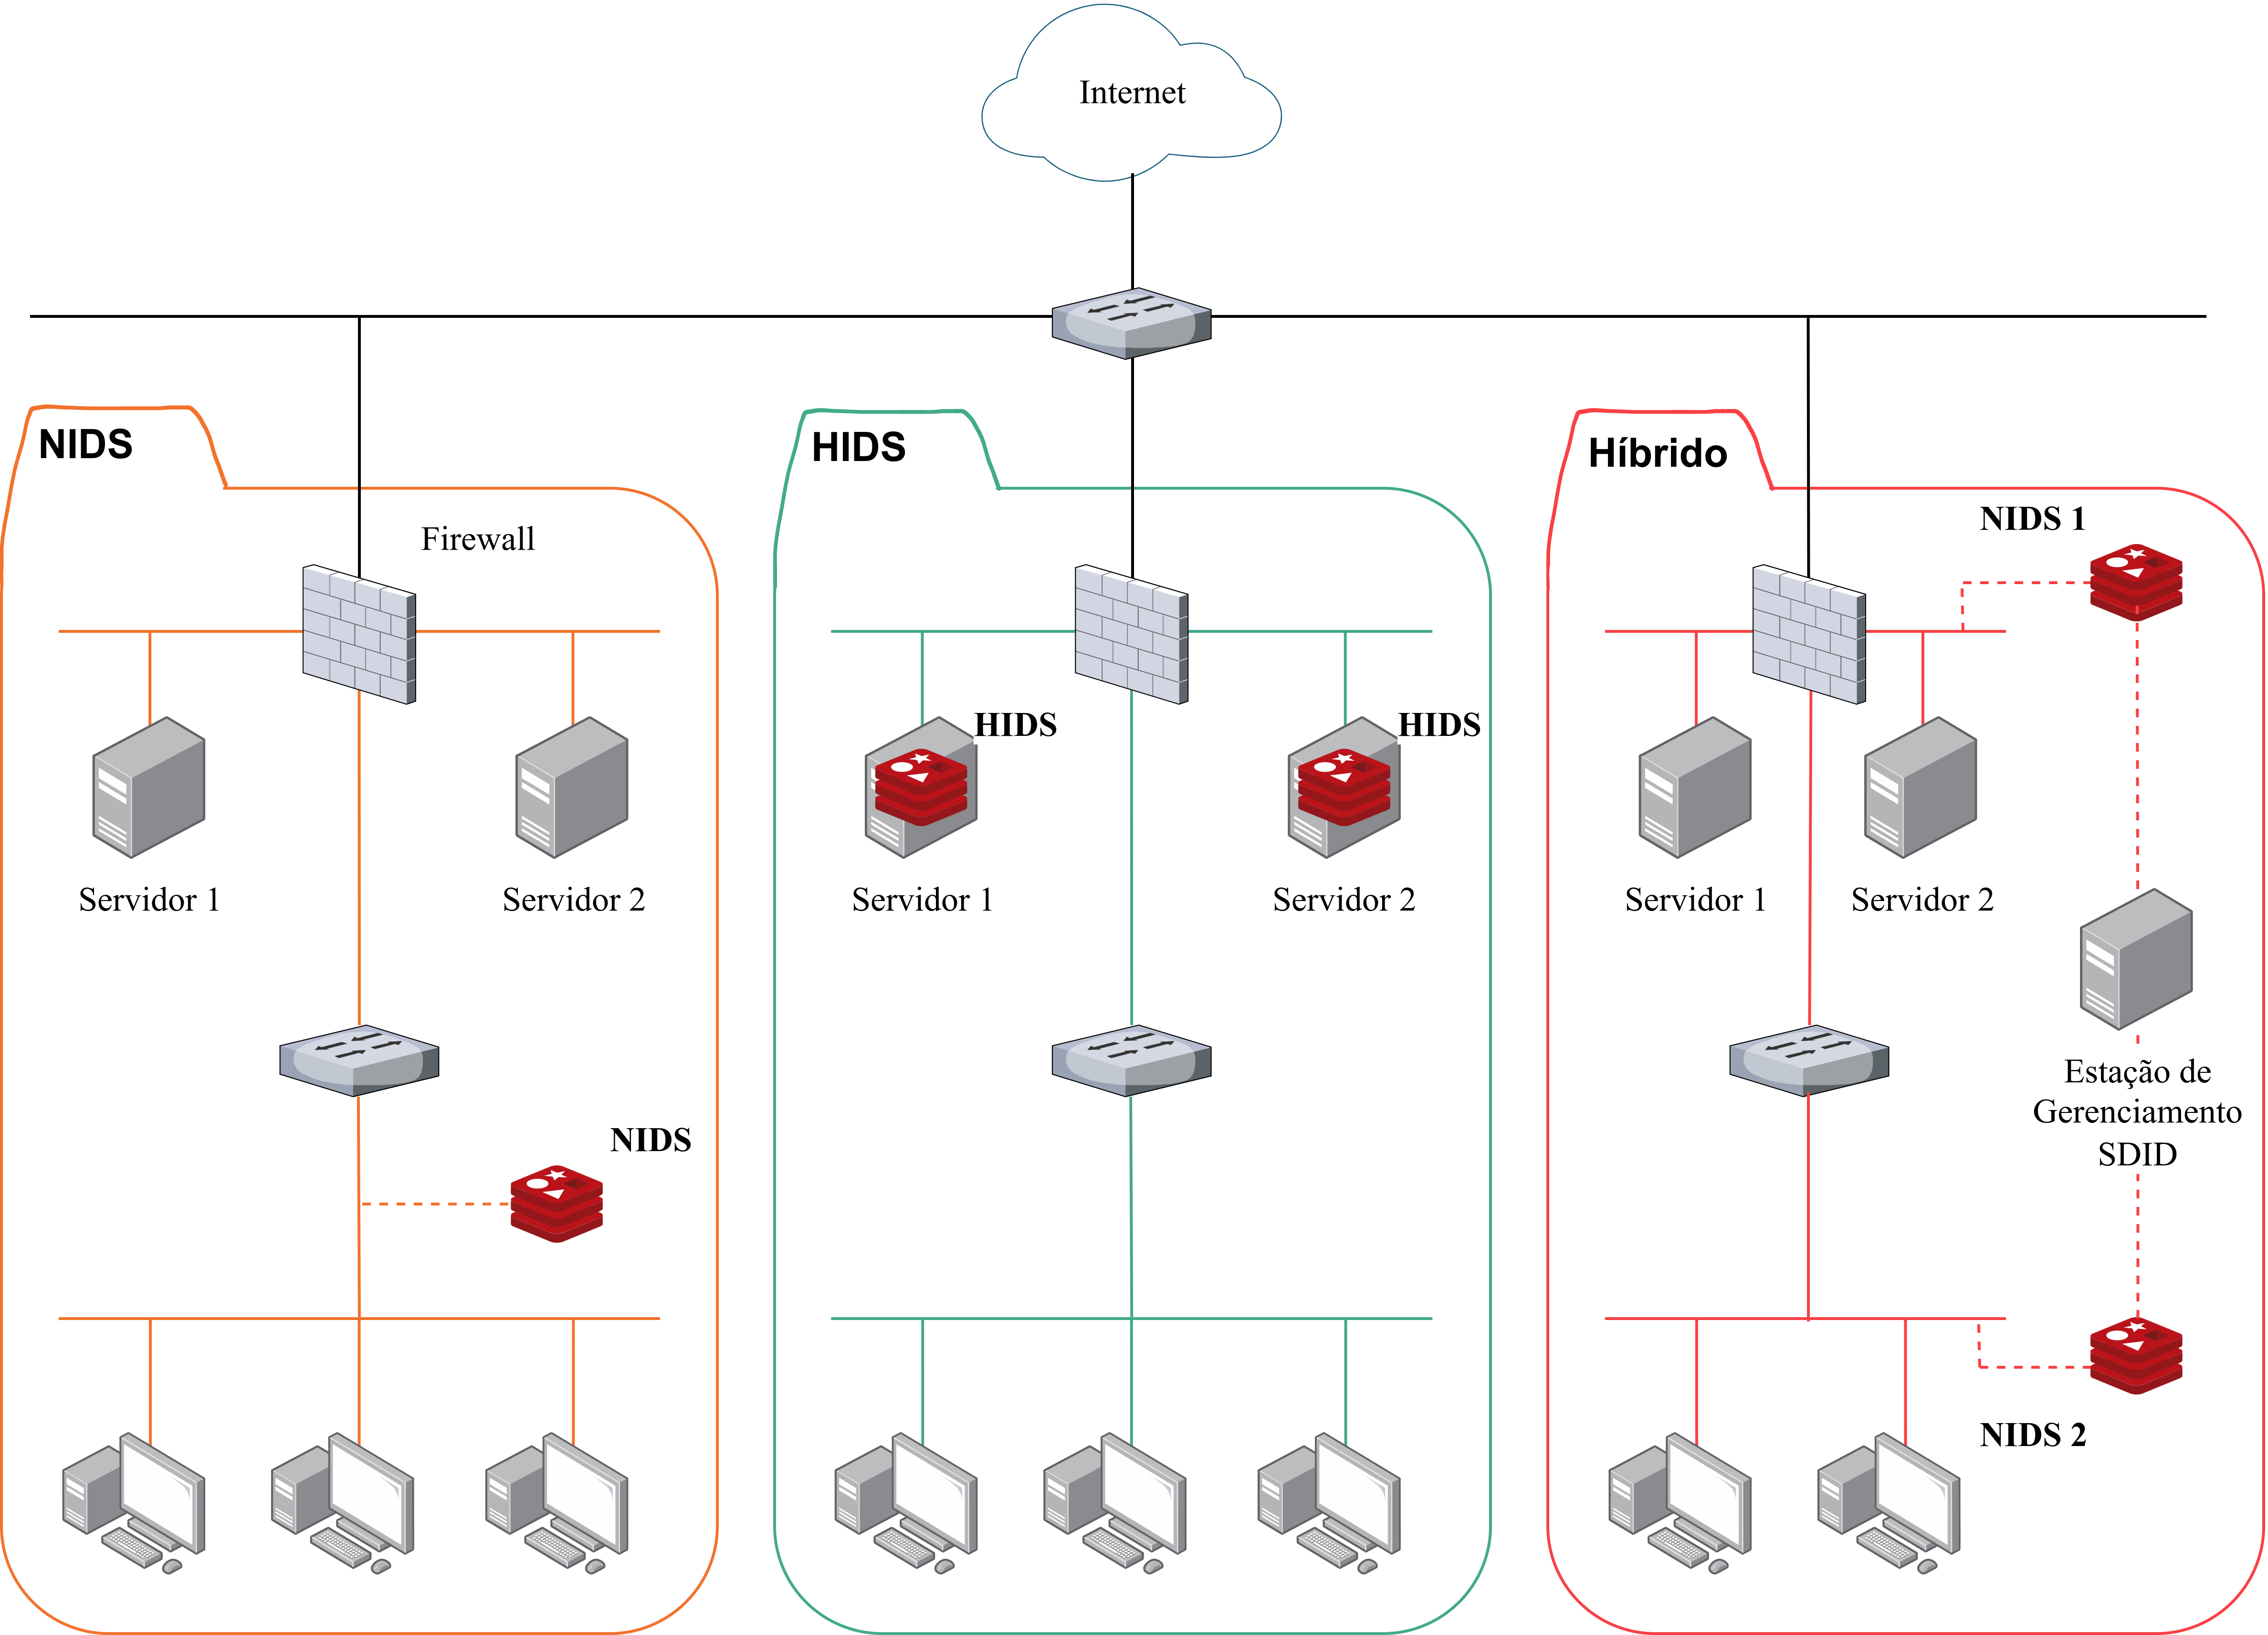 Internet
NIDS
Firewall
Servidor 1
Servidor 2
NIDS
HIDS
HIDS
HIDS
Servidor 1
Servidor 2
Híbrido
NIDS 1
Servidor 1
Servidor 2
Estação de
Gerenciamento
SDID
NIDS 2